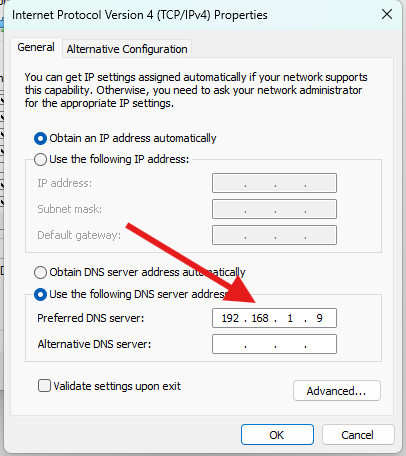 Internet Protocol Version 4 (TCP/IPv4) Properties
General
Alternative Configuration
You can get IP settings assigned automatically if your network supports
this capability. Otherwise, you need to ask your network administrator
for the appropriate IP settings.
Obtain an IP address automatically
Use the following IP address:
IP address:
Subnet mask:
Default gateway:
Obtain DNS server address automatically
Use the following DNS server address
Preferred DNS server: 192 . 168 . 1 . 9
Alternative DNS server:
Validate settings upon exit
Advanced...
OK
Cancel